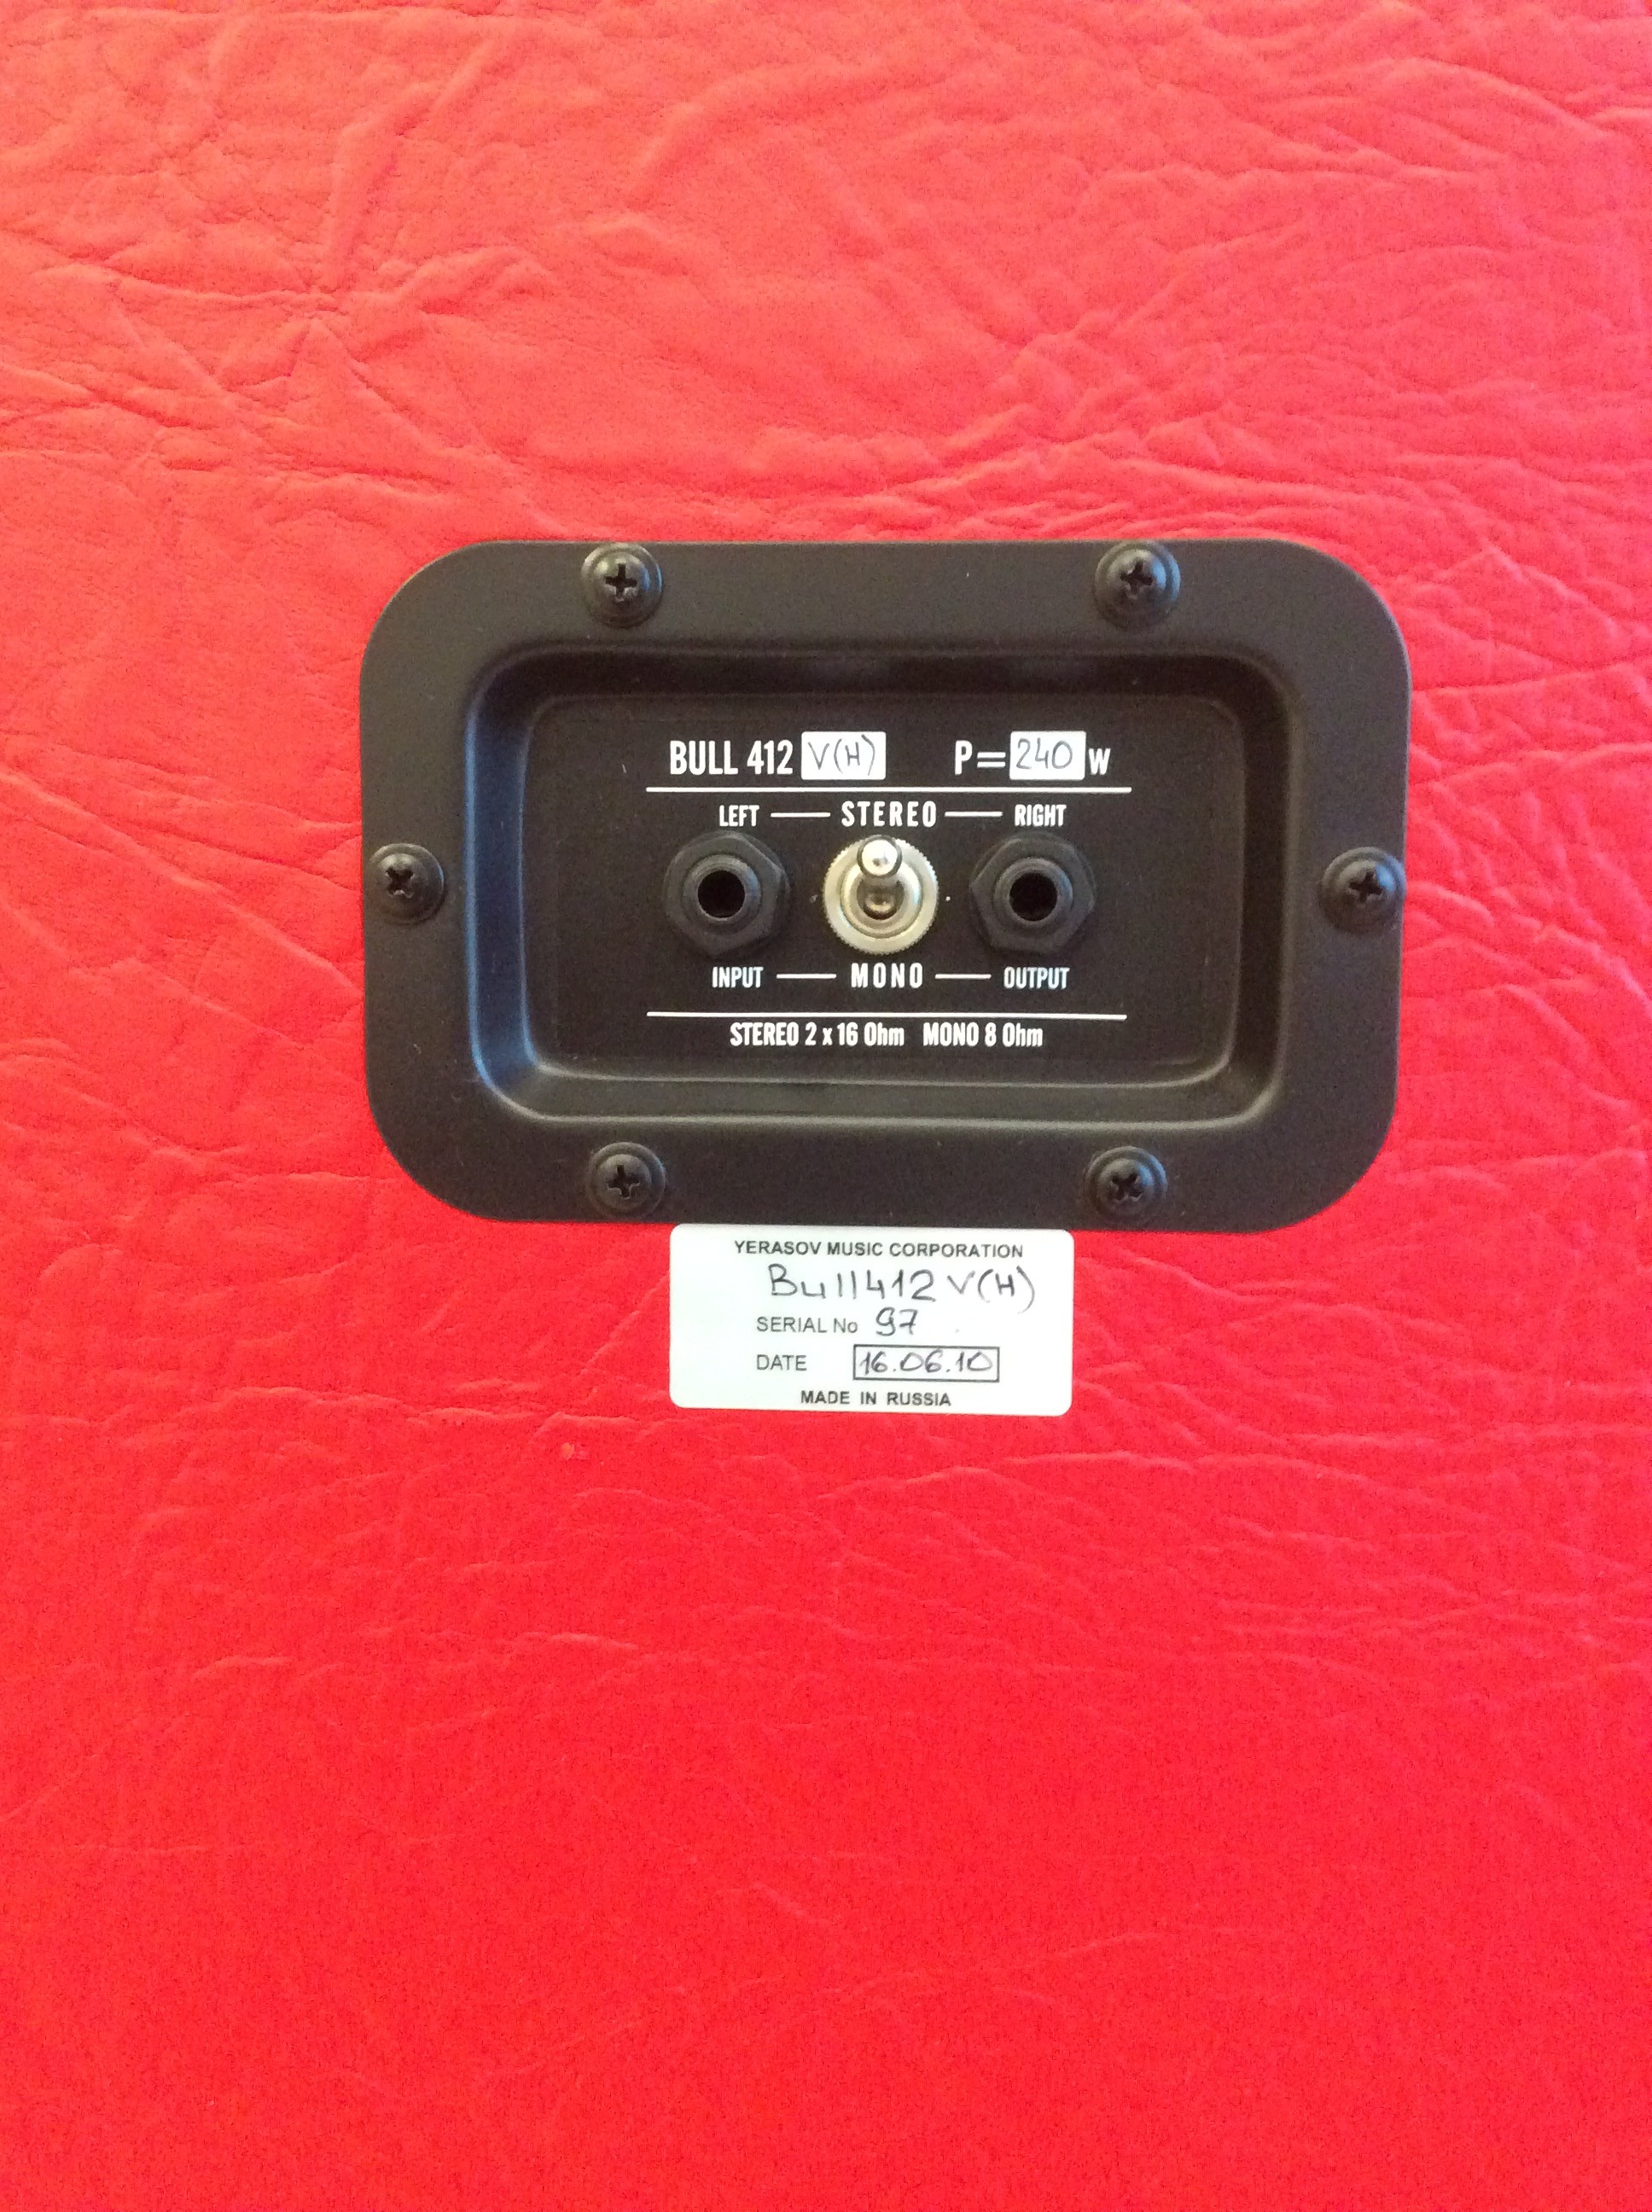 BULL 412 V(H) P=240 W
LEFT — STEREO — RIGHT
INPUT — MONO — OUTPUT
STEREO 2 x 16 Ohm MONO 8 Ohm
YERASOV MUSIC CORPORATION
Bull412 V(H)
SERIAL No 97
DATE 16.06.10
MADE IN RUSSIA